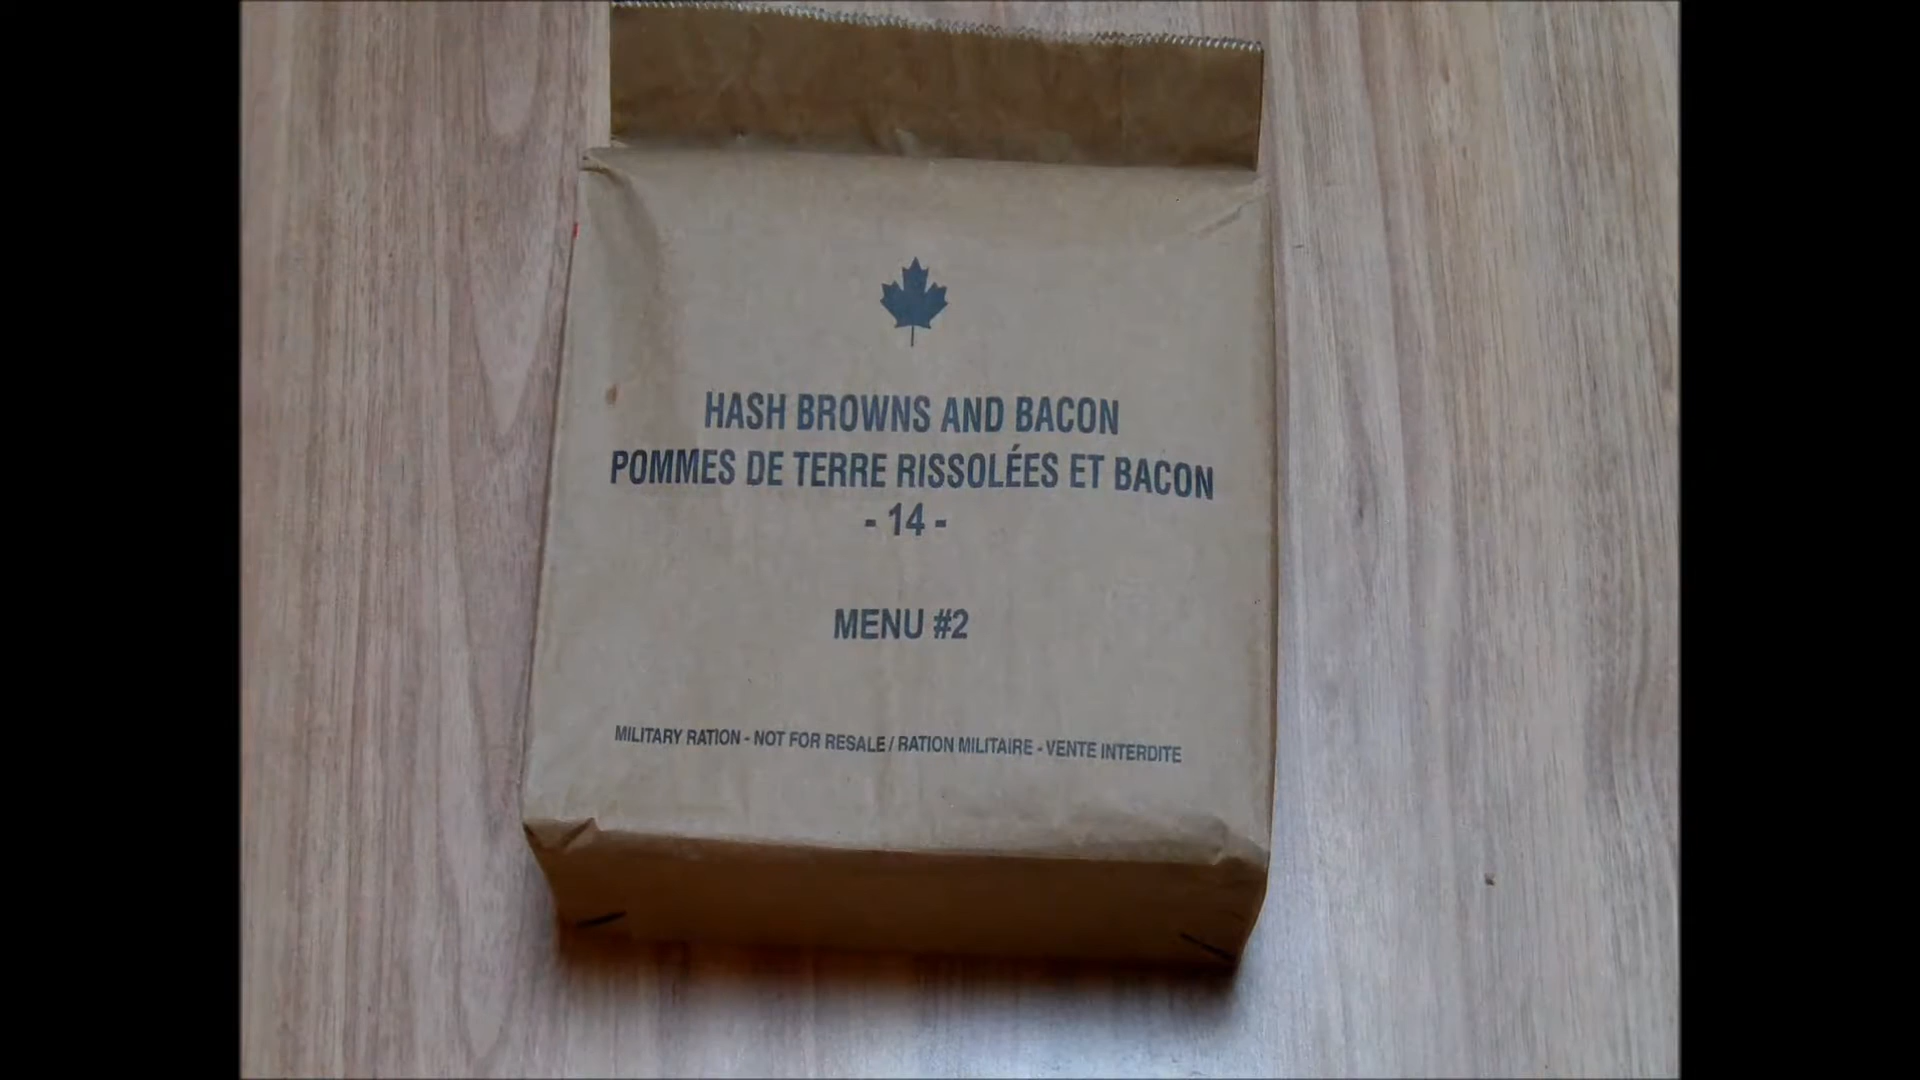 HASH BROWNS AND BACON
POMMES DE TERRE RISSOLÉES ET BACON
- 14 -
MENU #2
MILITARY RATION - NOT FOR RESALE / RATION MILITAIRE - VENTE INTERDITE